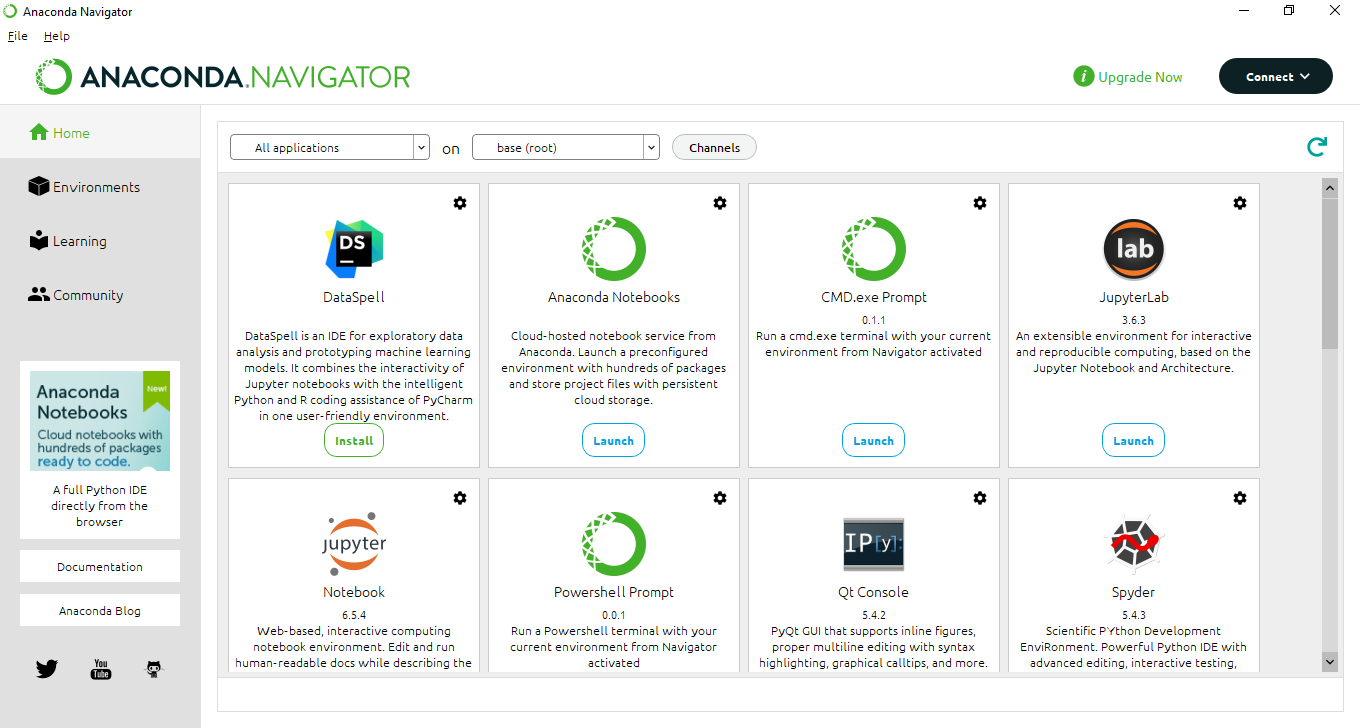 Anaconda Navigator
File Help
ANACONDA.NAVIGATOR
i Upgrade Now
Connect
Home
Environments
Learning
Community
Anaconda
Notebooks
New!
Cloud notebooks with
hundreds of packages
ready to code.
A full Python IDE
directly from the
browser
Documentation
Anaconda Blog
You
Tube
All applications on base (root) Channels
DS
DataSpell
DataSpell is an IDE for exploratory data
analysis and prototyping machine learning
models. It combines the interactivity of
Jupyter notebooks with the intelligent
Python and R coding assistance of PyCharm
in one user-friendly environment.
Install
Anaconda Notebooks
Cloud-hosted notebook service from
Anaconda. Launch a preconfigured
environment with hundreds of packages
and store project files with persistent
cloud storage.
Launch
CMD.exe Prompt
0.1.1
Run a cmd.exe terminal with your current
environment from Navigator activated
Launch
lab
JupyterLab
3.6.3
An extensible environment for interactive
and reproducible computing, based on the
Jupyter Notebook and Architecture.
Launch
jupyter
Notebook
6.5.4
Web-based, interactive computing
notebook environment. Edit and run
human-readable docs while describing the
Powershell Prompt
0.0.1
Run a Powershell terminal with your
current environment from Navigator
activated
IP[y]:
Qt Console
5.4.2
PyQt GUI that supports inline figures,
proper multiline editing with syntax
highlighting, graphical calltips, and more.
Spyder
5.4.3
Scientific PYthon Development
EnviRonment. Powerful Python IDE with
advanced editing, interactive testing,